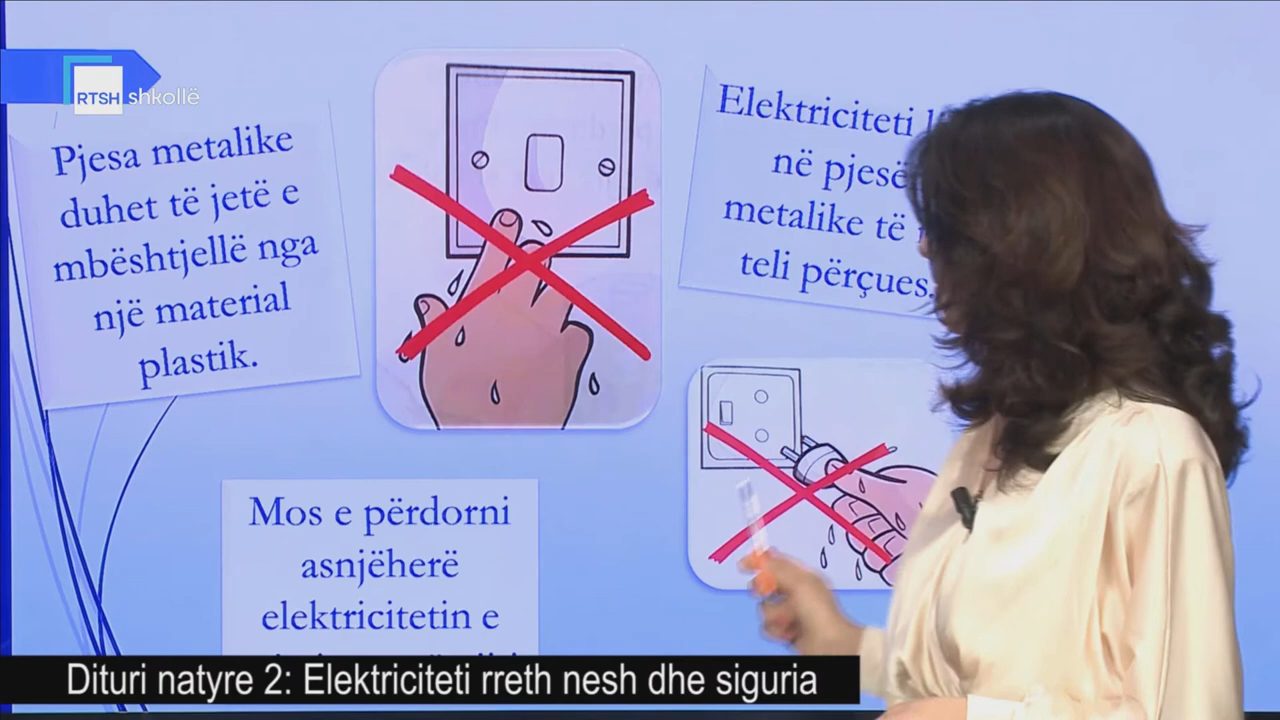 RTSH shkollë
Pjesa metalike
duhet të jetë e
mbështjellë nga
një material
plastik.
Elektriciteti
në pjesë
metalike të
teli përçues.
Mos e përdorni
asnjëherë
elektricitetin e
Dituri natyre 2: Elektriciteti rreth nesh dhe siguria